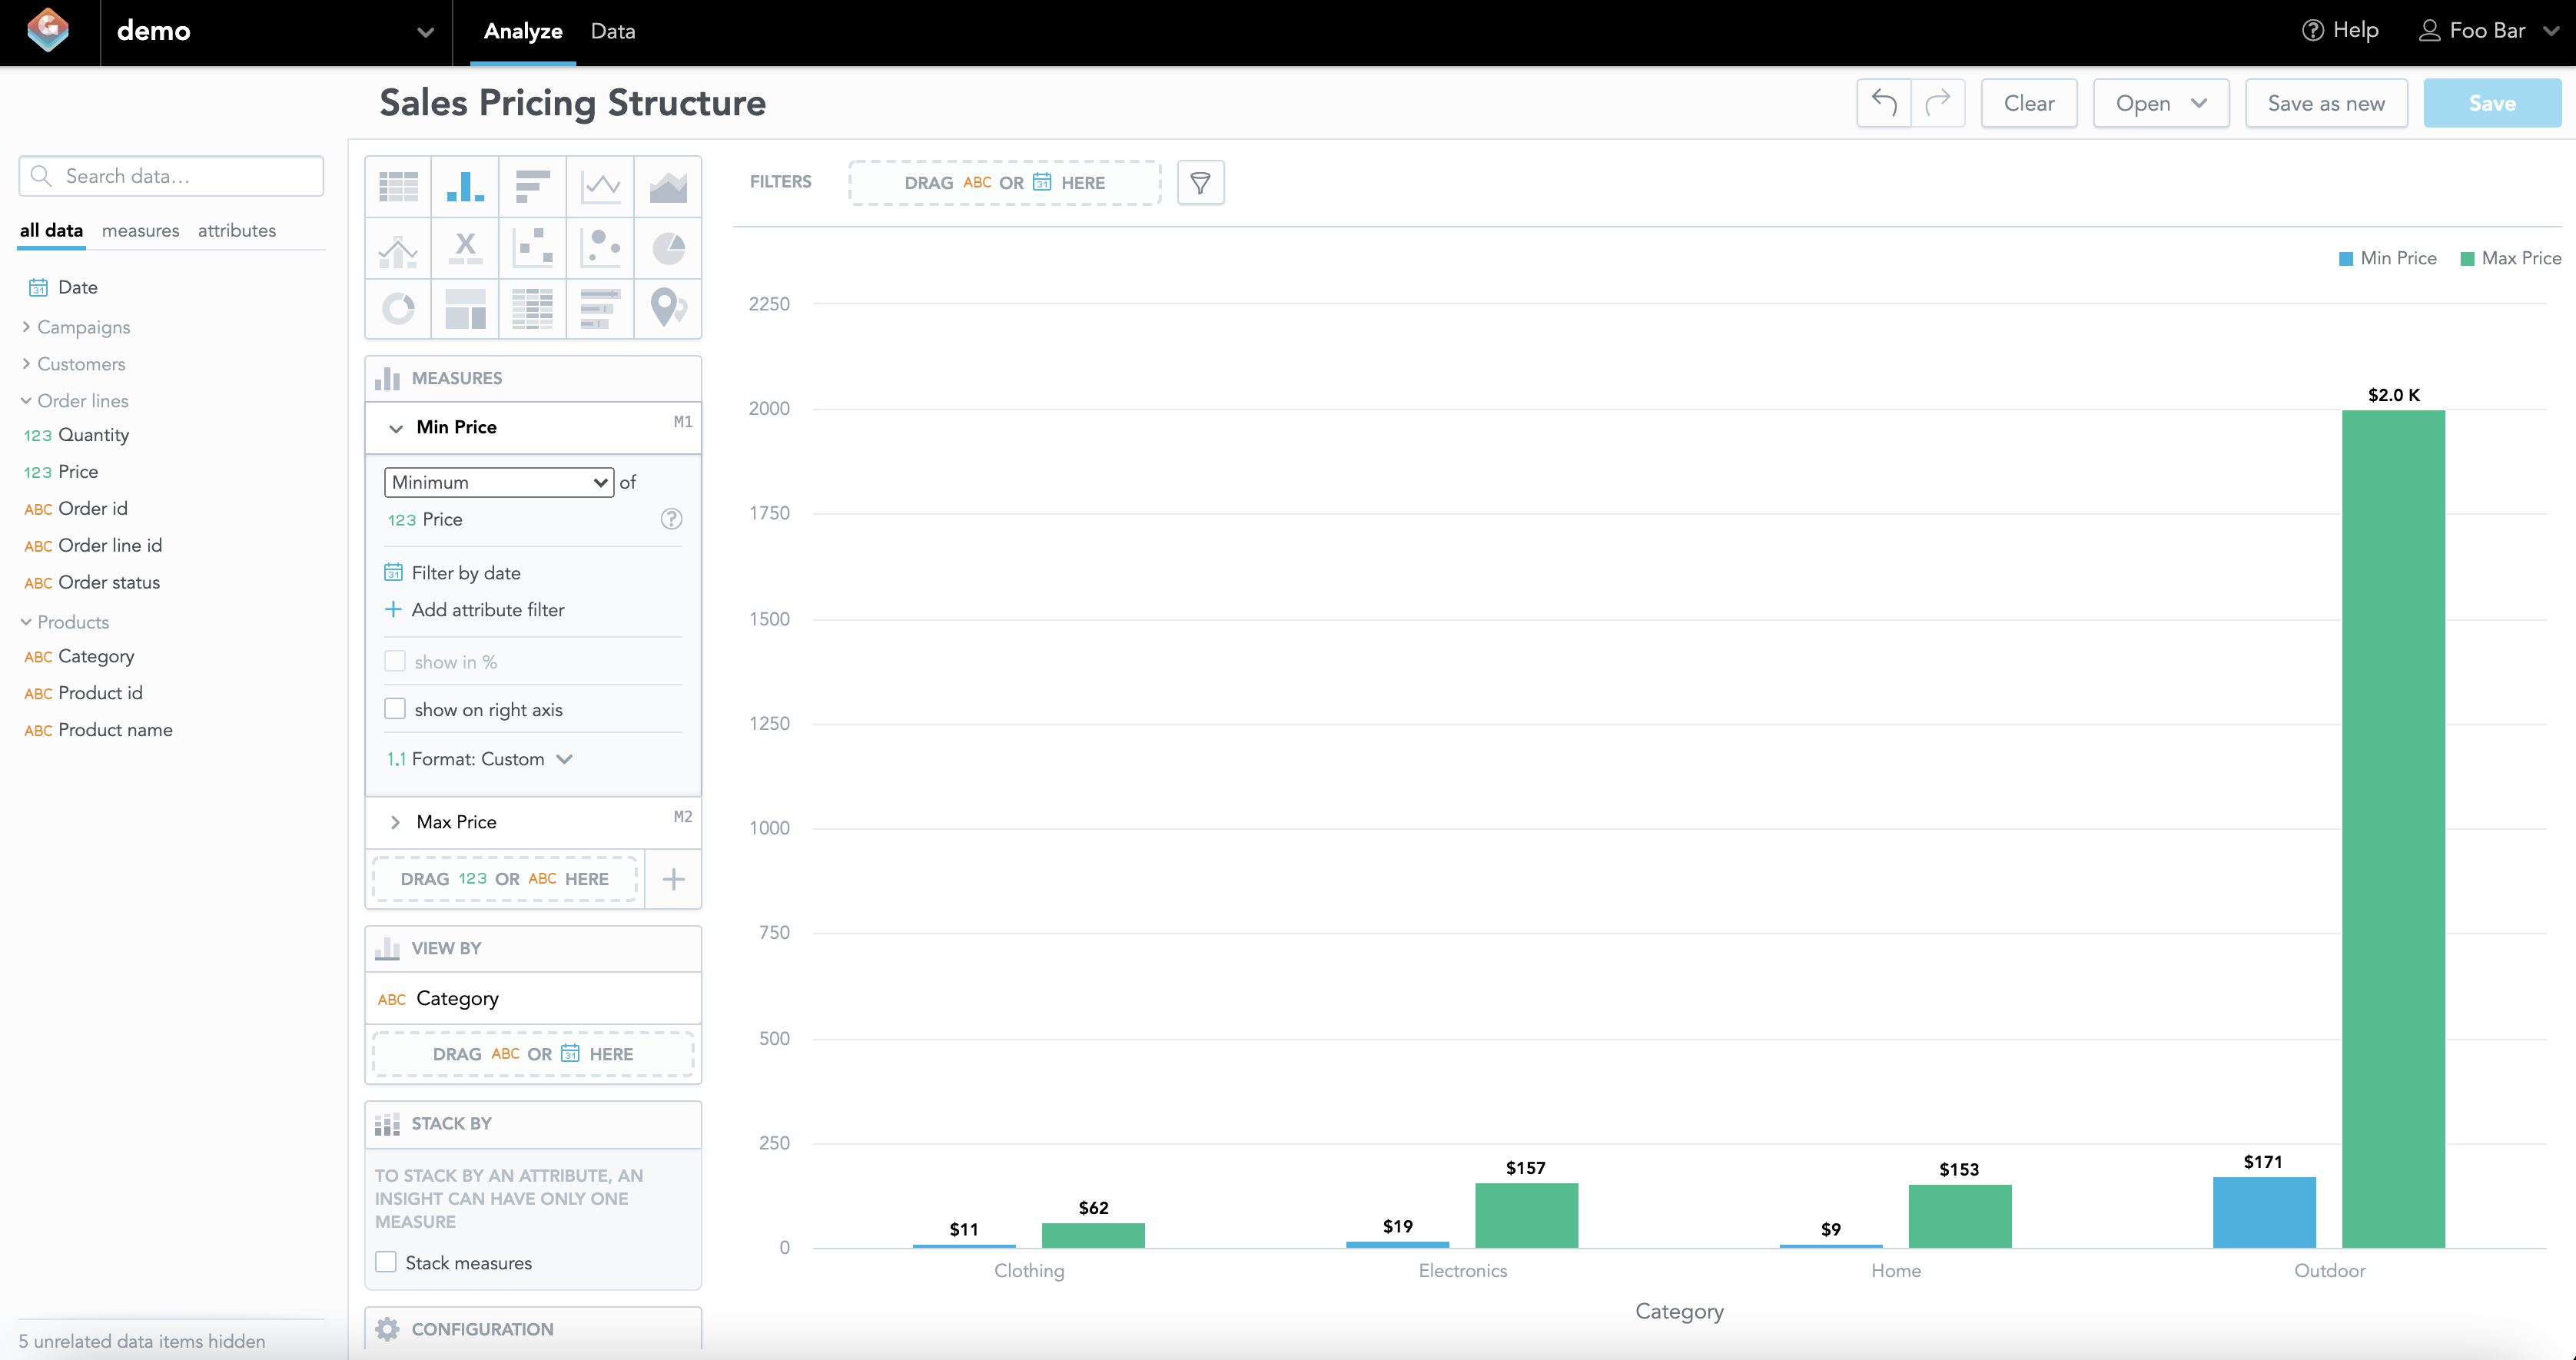 demo
Analyze
Data
Help
Foo Bar
Sales Pricing Structure
Clear
Open
Save as new
Save
Search data...
all data
measures
attributes
31 Date
Campaigns
Customers
Order lines
123 Quantity
123 Price
ABC Order id
ABC Order line id
ABC Order status
Products
ABC Category
ABC Product id
ABC Product name
5 unrelated data items hidden
X
MEASURES
Min Price M1
Minimum of
123 Price ?
31 Filter by date
+ Add attribute filter
show in %
show on right axis
1.1 Format: Custom
Max Price M2
DRAG 123 OR ABC HERE +
VIEW BY
ABC Category
DRAG ABC OR 31 HERE
STACK BY
TO STACK BY AN ATTRIBUTE, AN
INSIGHT CAN HAVE ONLY ONE
MEASURE
Stack measures
CONFIGURATION
FILTERS
DRAG ABC OR 31 HERE
Min Price
Max Price
2250
2000
1750
1500
1250
1000
750
500
250
0
$11
$62
$19
$157
$9
$153
$171
$2.0 K
Clothing
Electronics
Home
Outdoor
Category